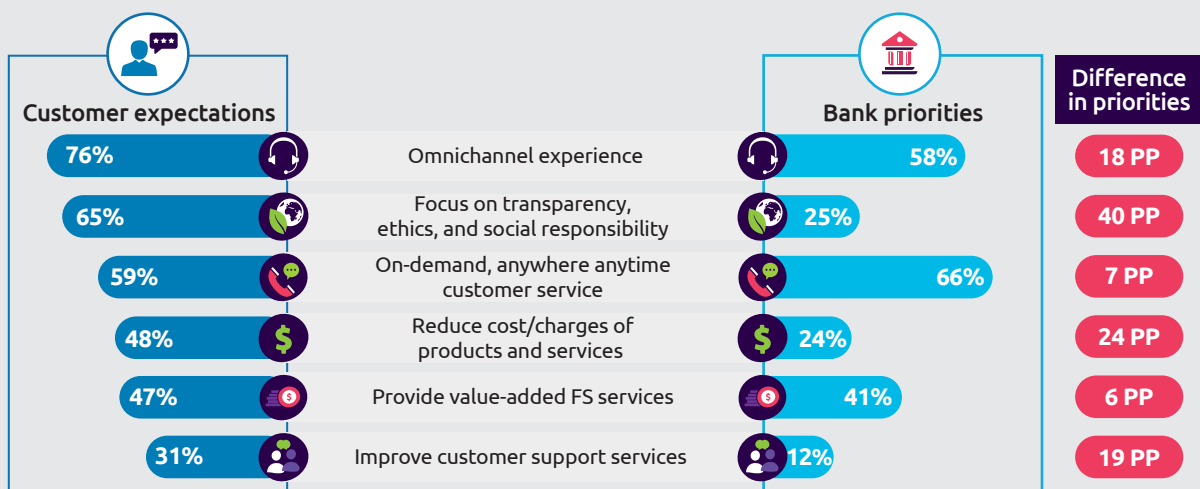 Customer expectations
Bank priorities
Difference
in priorities
76%
Omnichannel experience
58%
18 PP
65%
Focus on transparency,
ethics, and social responsibility
25%
40 PP
59%
On-demand, anywhere anytime
customer service
66%
7 PP
48%
$
Reduce cost/charges of
products and services
$
24%
24 PP
47%
$
Provide value-added FS services
$
41%
6 PP
31%
Improve customer support services
12%
19 PP